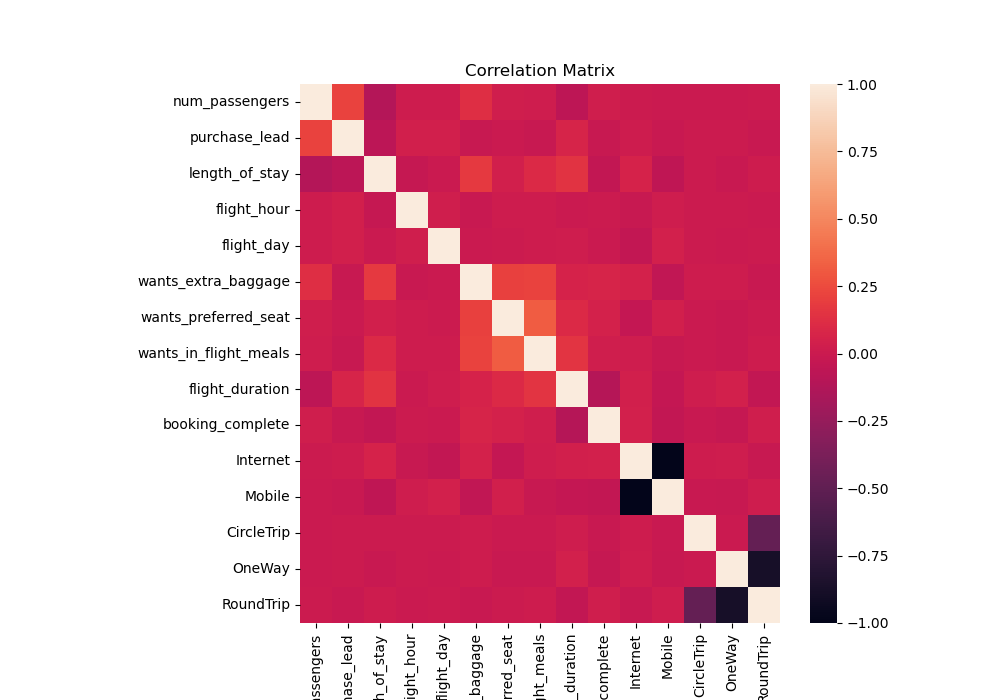 Correlation Matrix
num_passengers
purchase_lead
length_of_stay
flight_hour
flight_day
wants_extra_baggage
wants_preferred_seat
wants_in_flight_meals
flight_duration
booking_complete
Internet
Mobile
CircleTrip
OneWay
RoundTrip
1.00
0.75
0.50
0.25
0.00
−0.25
−0.50
−0.75
−1.00
assengers
hase_lead
h_of_stay
ight_hour
flight_day
_baggage
rred_seat
ht_meals
_duration
complete
Internet
Mobile
CircleTrip
OneWay
RoundTrip